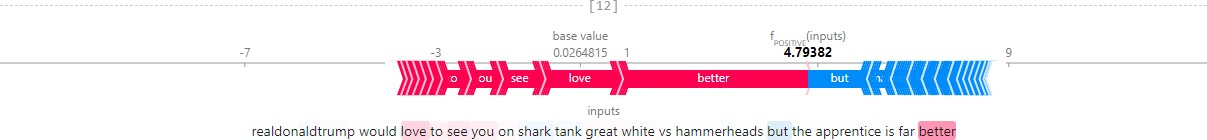 [12]
base value
f POSITIVE (inputs)
-7 -3 0.0264815 1 4.79382 9
o ou see love better but
inputs
realdonaldtrump would love to see you on shark tank great white vs hammerheads but the apprentice is far better